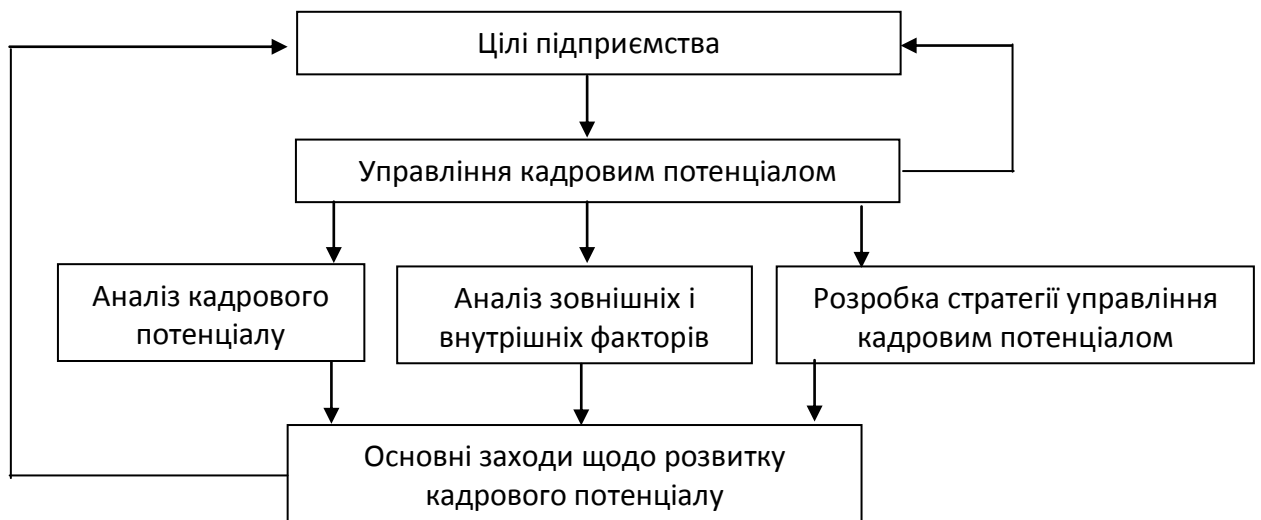 Цілі підприємства
Управління кадровим потенціалом
Аналіз кадрового
потенціалу
Аналіз зовнішніх і
внутрішніх факторів
Розробка стратегії управління
кадровим потенціалом
Основні заходи щодо розвитку
кадрового потенціалу